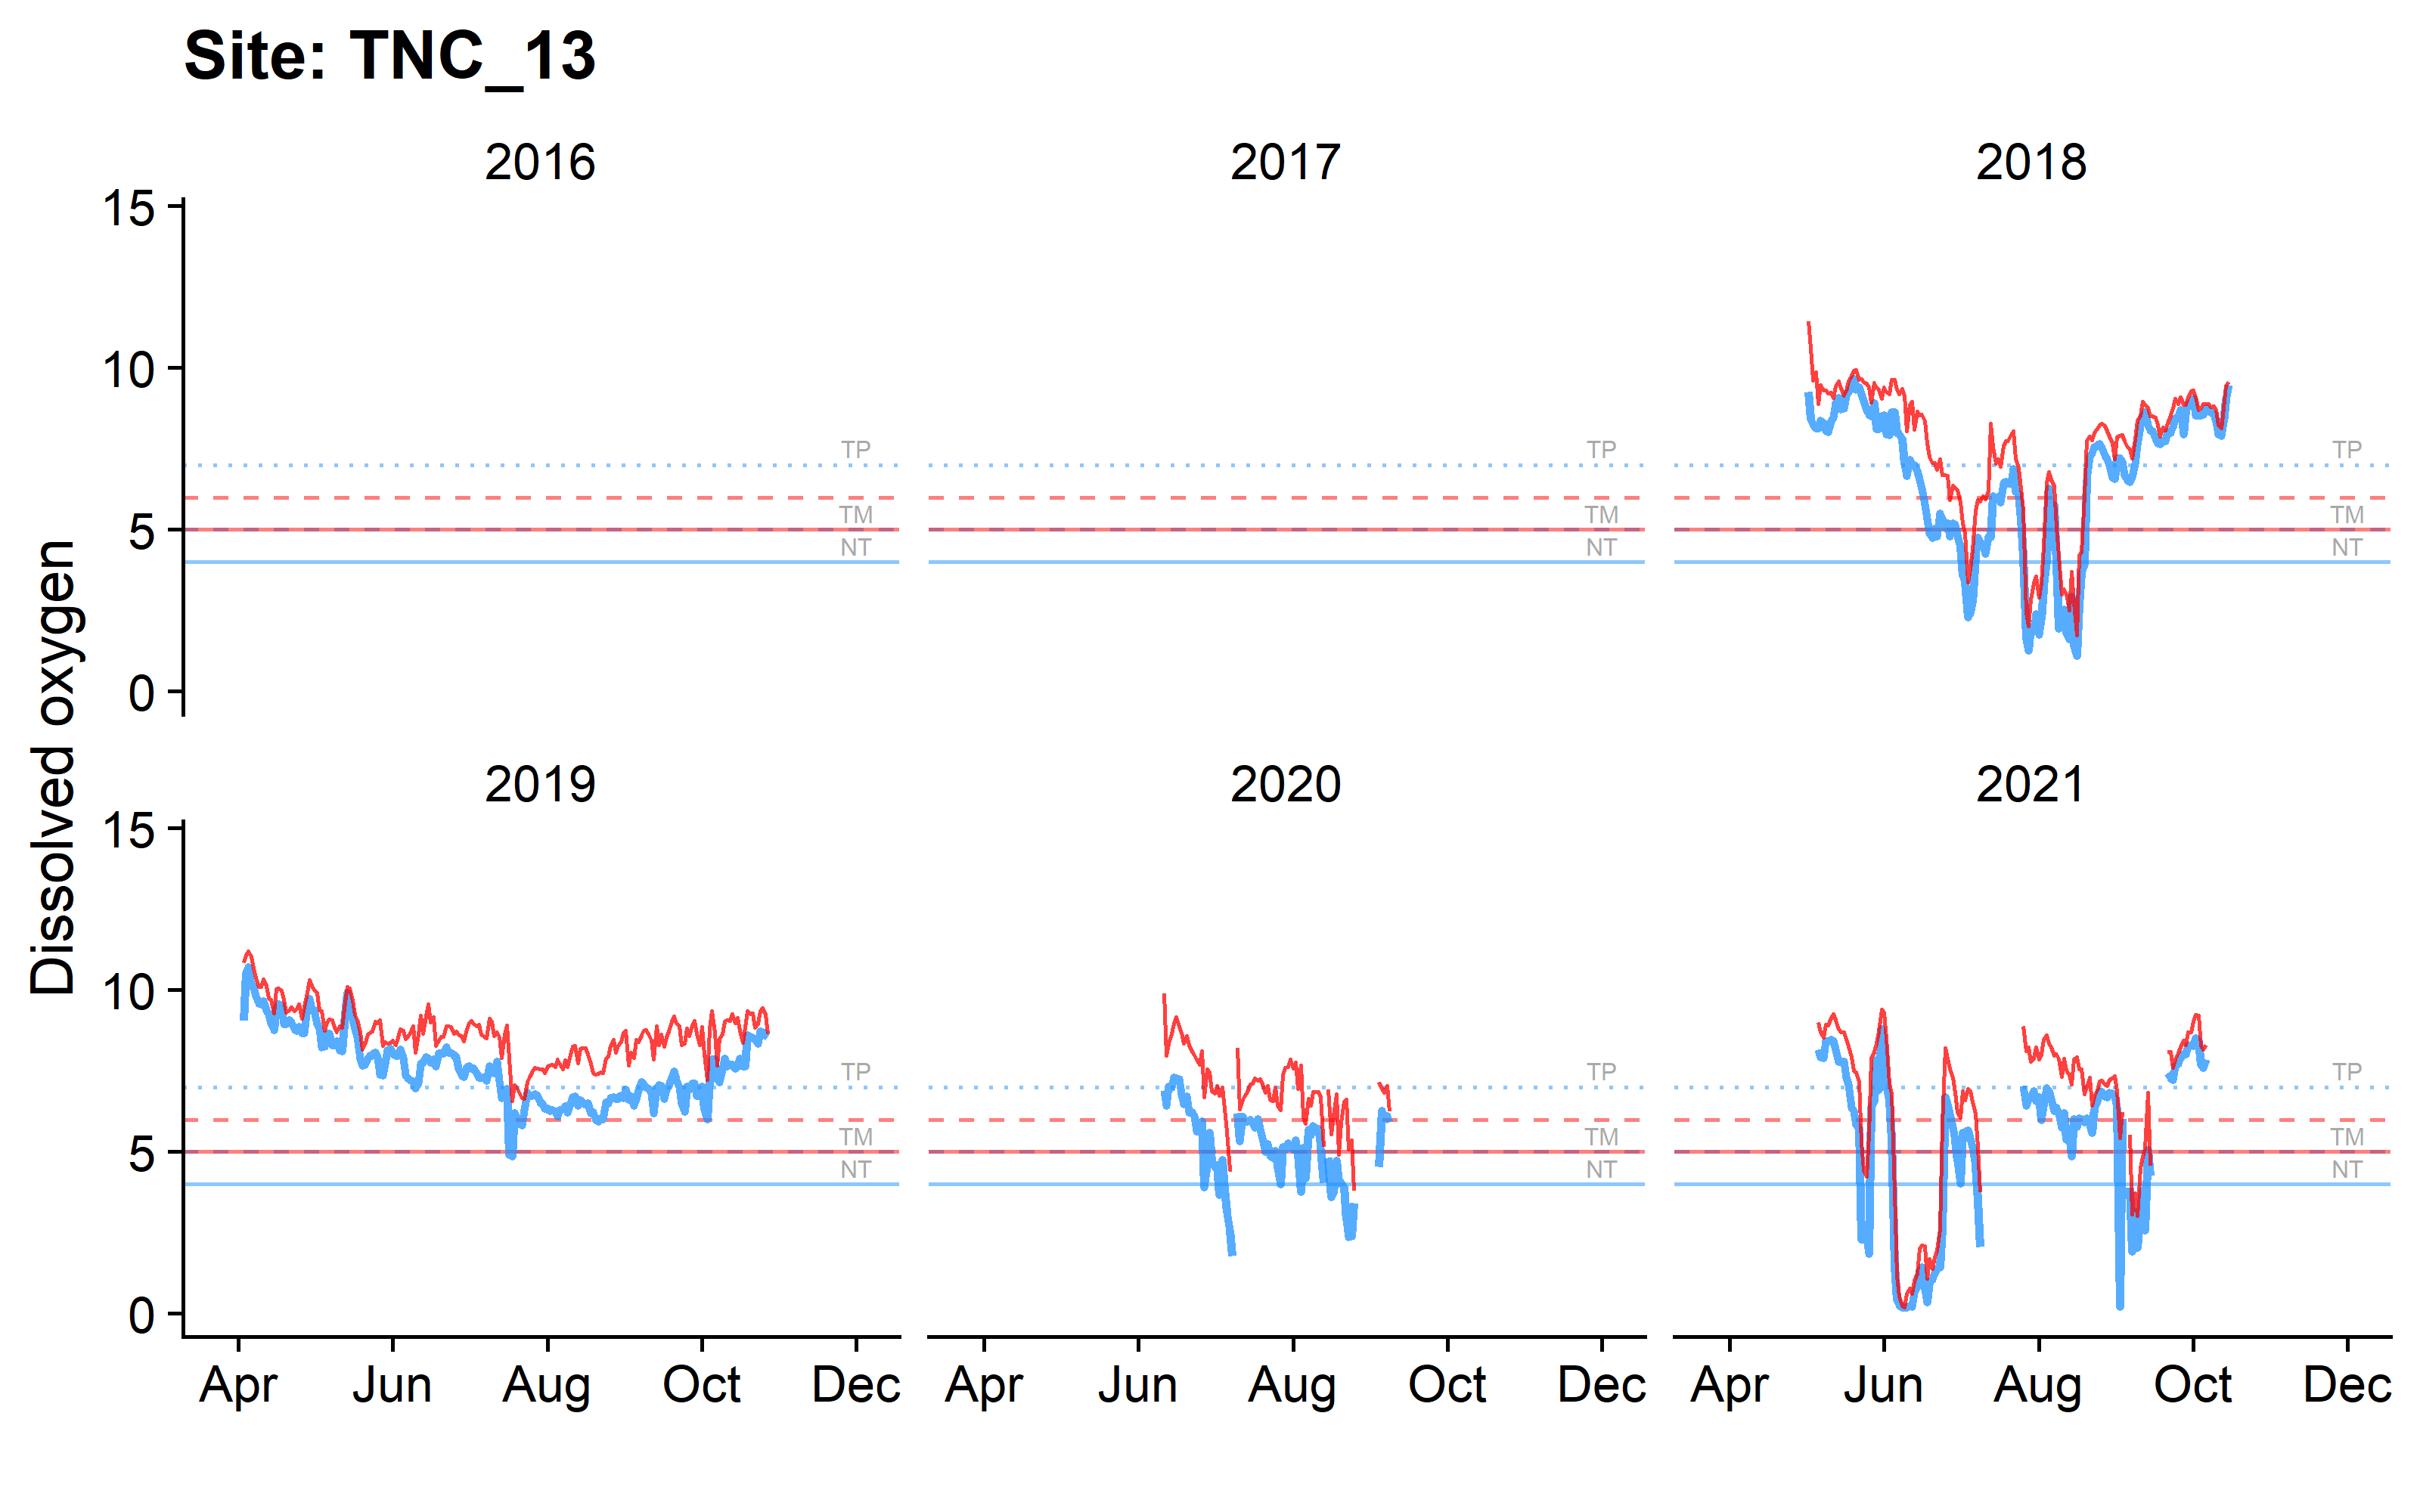 Site: TNC_13
2016 2017 2018
15
10
5
0
TP TP TP
TM TM TM
NT NT NT
Dissolved oxygen
2019 2020 2021
15
10
5
0
TP TP TP
TM TM TM
NT NT NT
Apr Jun Aug Oct Dec Apr Jun Aug Oct Dec Apr Jun Aug Oct Dec